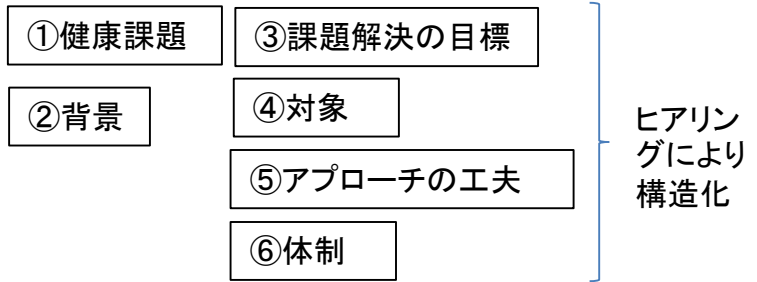 ①健康課題
②背景
③課題解決の目標
④対象
⑤アプローチの工夫
⑥体制
ヒアリン
グにより
構造化